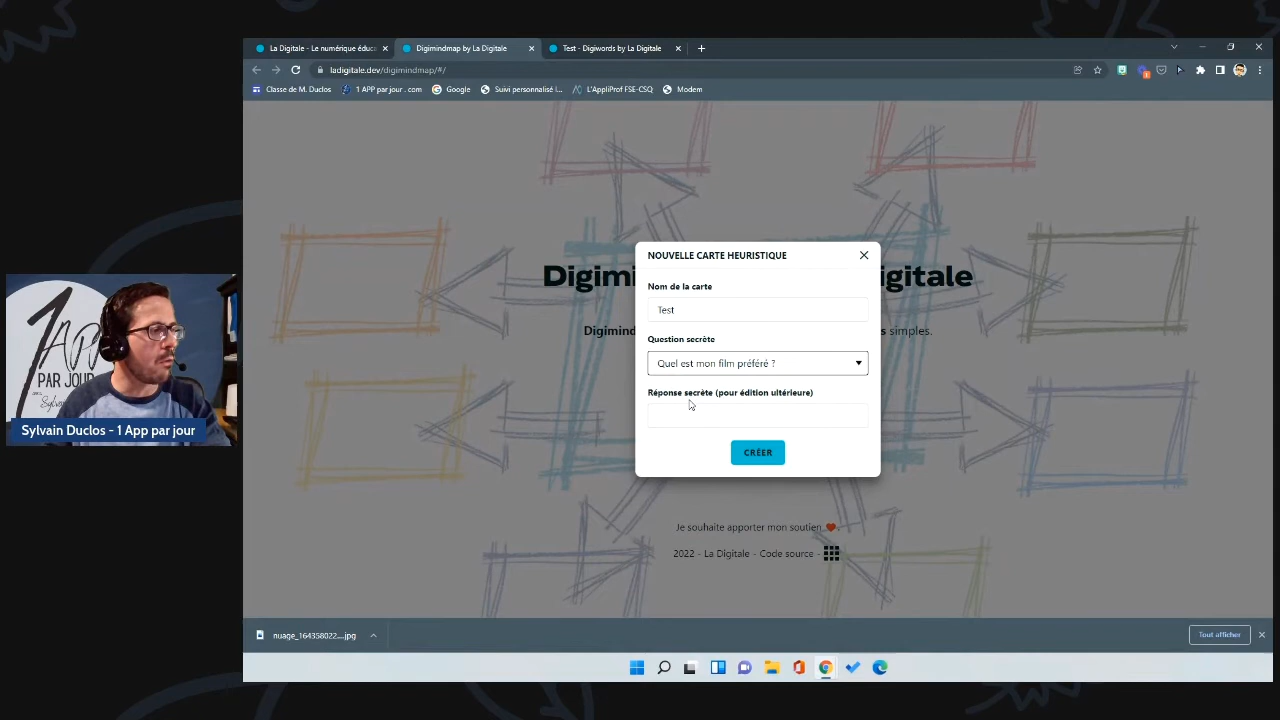 La Digitale - Le numérique éduca
Digimindmap by La Digitale
Test - Digiwords by La Digitale
ladigitale.dev/digimindmap/#/
Classe de M. Duclos
1 APP par jour . com
Google
Suivi personnalisé I...
L'AppliProf FSE-CSQ
Modem
Digimi
igitale
Digimind
s simples.
NOUVELLE CARTE HEURISTIQUE
Nom de la carte
Test
Question secrète
Quel est mon film préféré ?
Réponse secrète (pour édition ultérieure)
CRÉER
Je souhaite apporter mon soutien
2022 - La Digitale - Code source -
1 App
PAR JOUR
Sylvain Duclos - 1 App par jour
nuage_164358022....jpg
Tout afficher